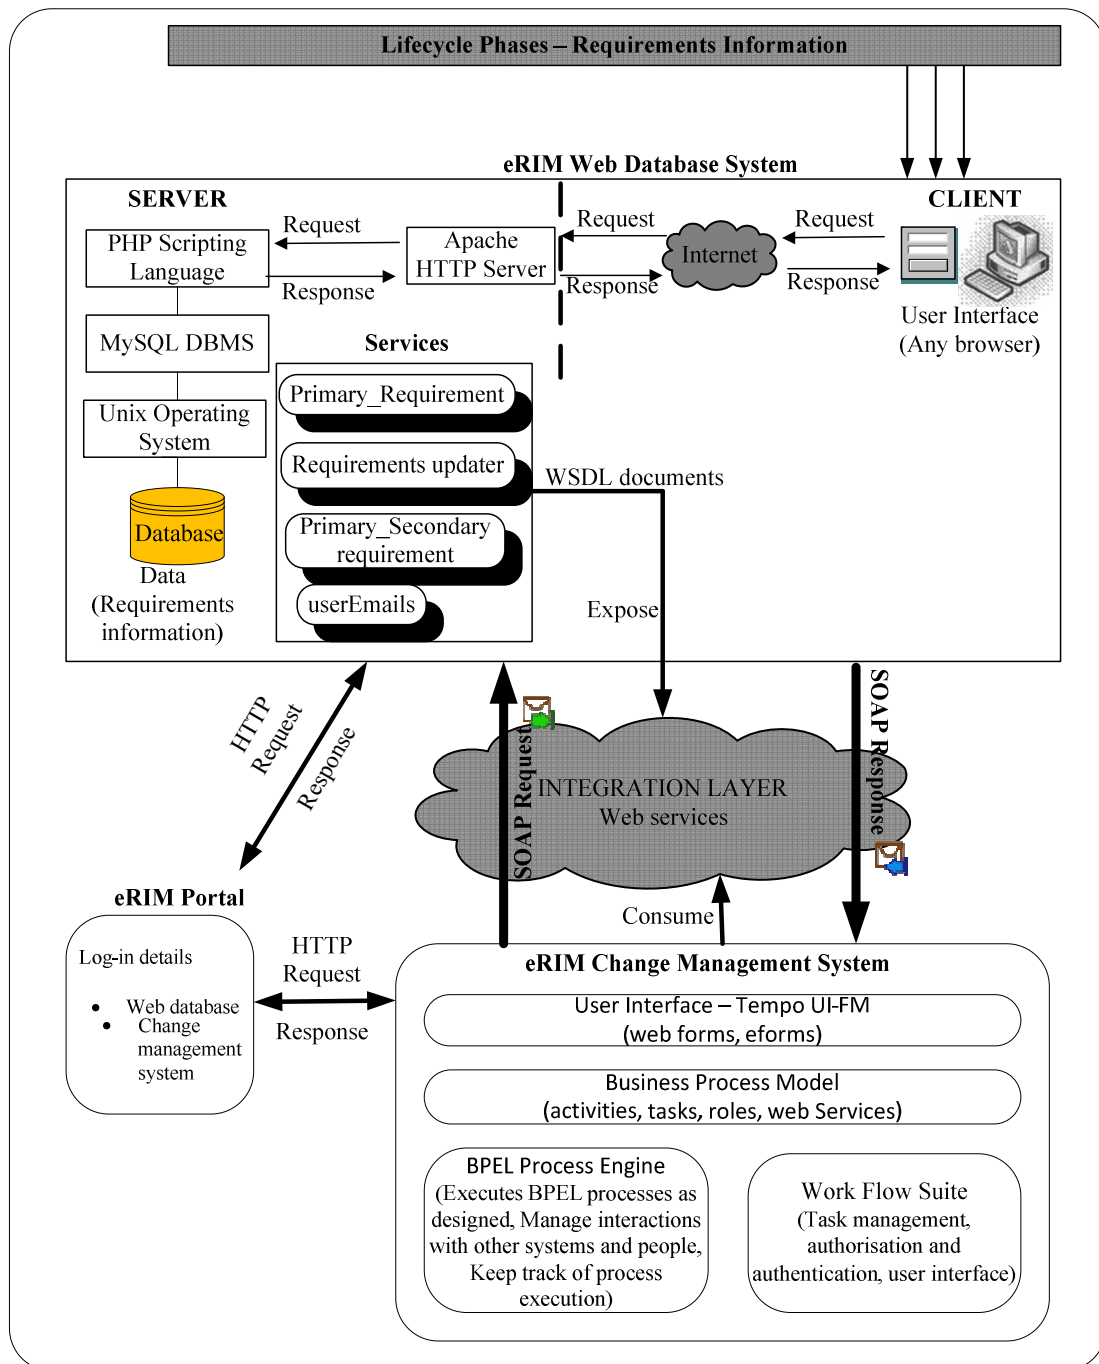 Lifecycle Phases – Requirements Information
eRIM Web Database System
SERVER
CLIENT
PHP Scripting
Language
Request
Response
Apache
HTTP Server
Request
Response
Internet
Request
Response
User Interface
(Any browser)
MySQL DBMS
Unix Operating
System
Database
Data
(Requirements
information)
Services
Primary_Requirement
Requirements updater
Primary_Secondary
requirement
userEmails
WSDL documents
Expose
HTTP
Request
Response
SOAP Request
SOAP Response
INTEGRATION LAYER
Web services
Consume
eRIM Portal
Log-in details
• Web database
• Change
management
system
HTTP
Request
Response
eRIM Change Management System
User Interface – Tempo UI-FM
(web forms, eforms)
Business Process Model
(activities, tasks, roles, web Services)
BPEL Process Engine
(Executes BPEL processes as
designed, Manage interactions
with other systems and people,
Keep track of process
execution)
Work Flow Suite
(Task management,
authorisation and
authentication, user interface)